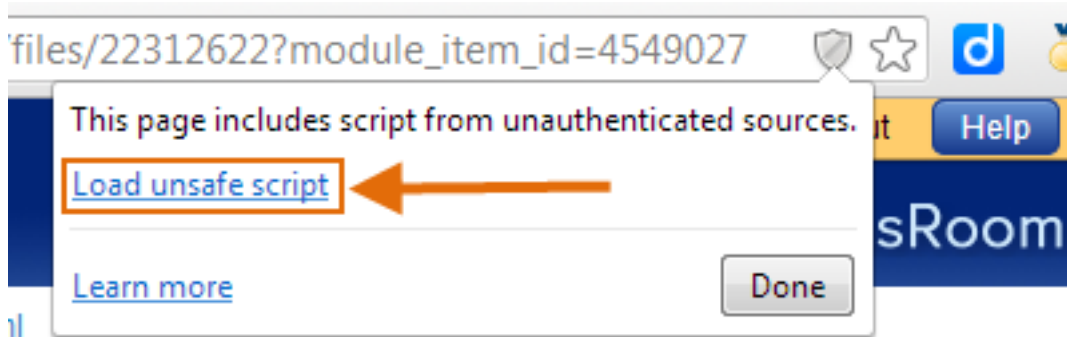 files/22312622?module_item_id=4549027
d
This page includes script from unauthenticated sources.
Help
Load unsafe script
sRoom
Learn more
Done